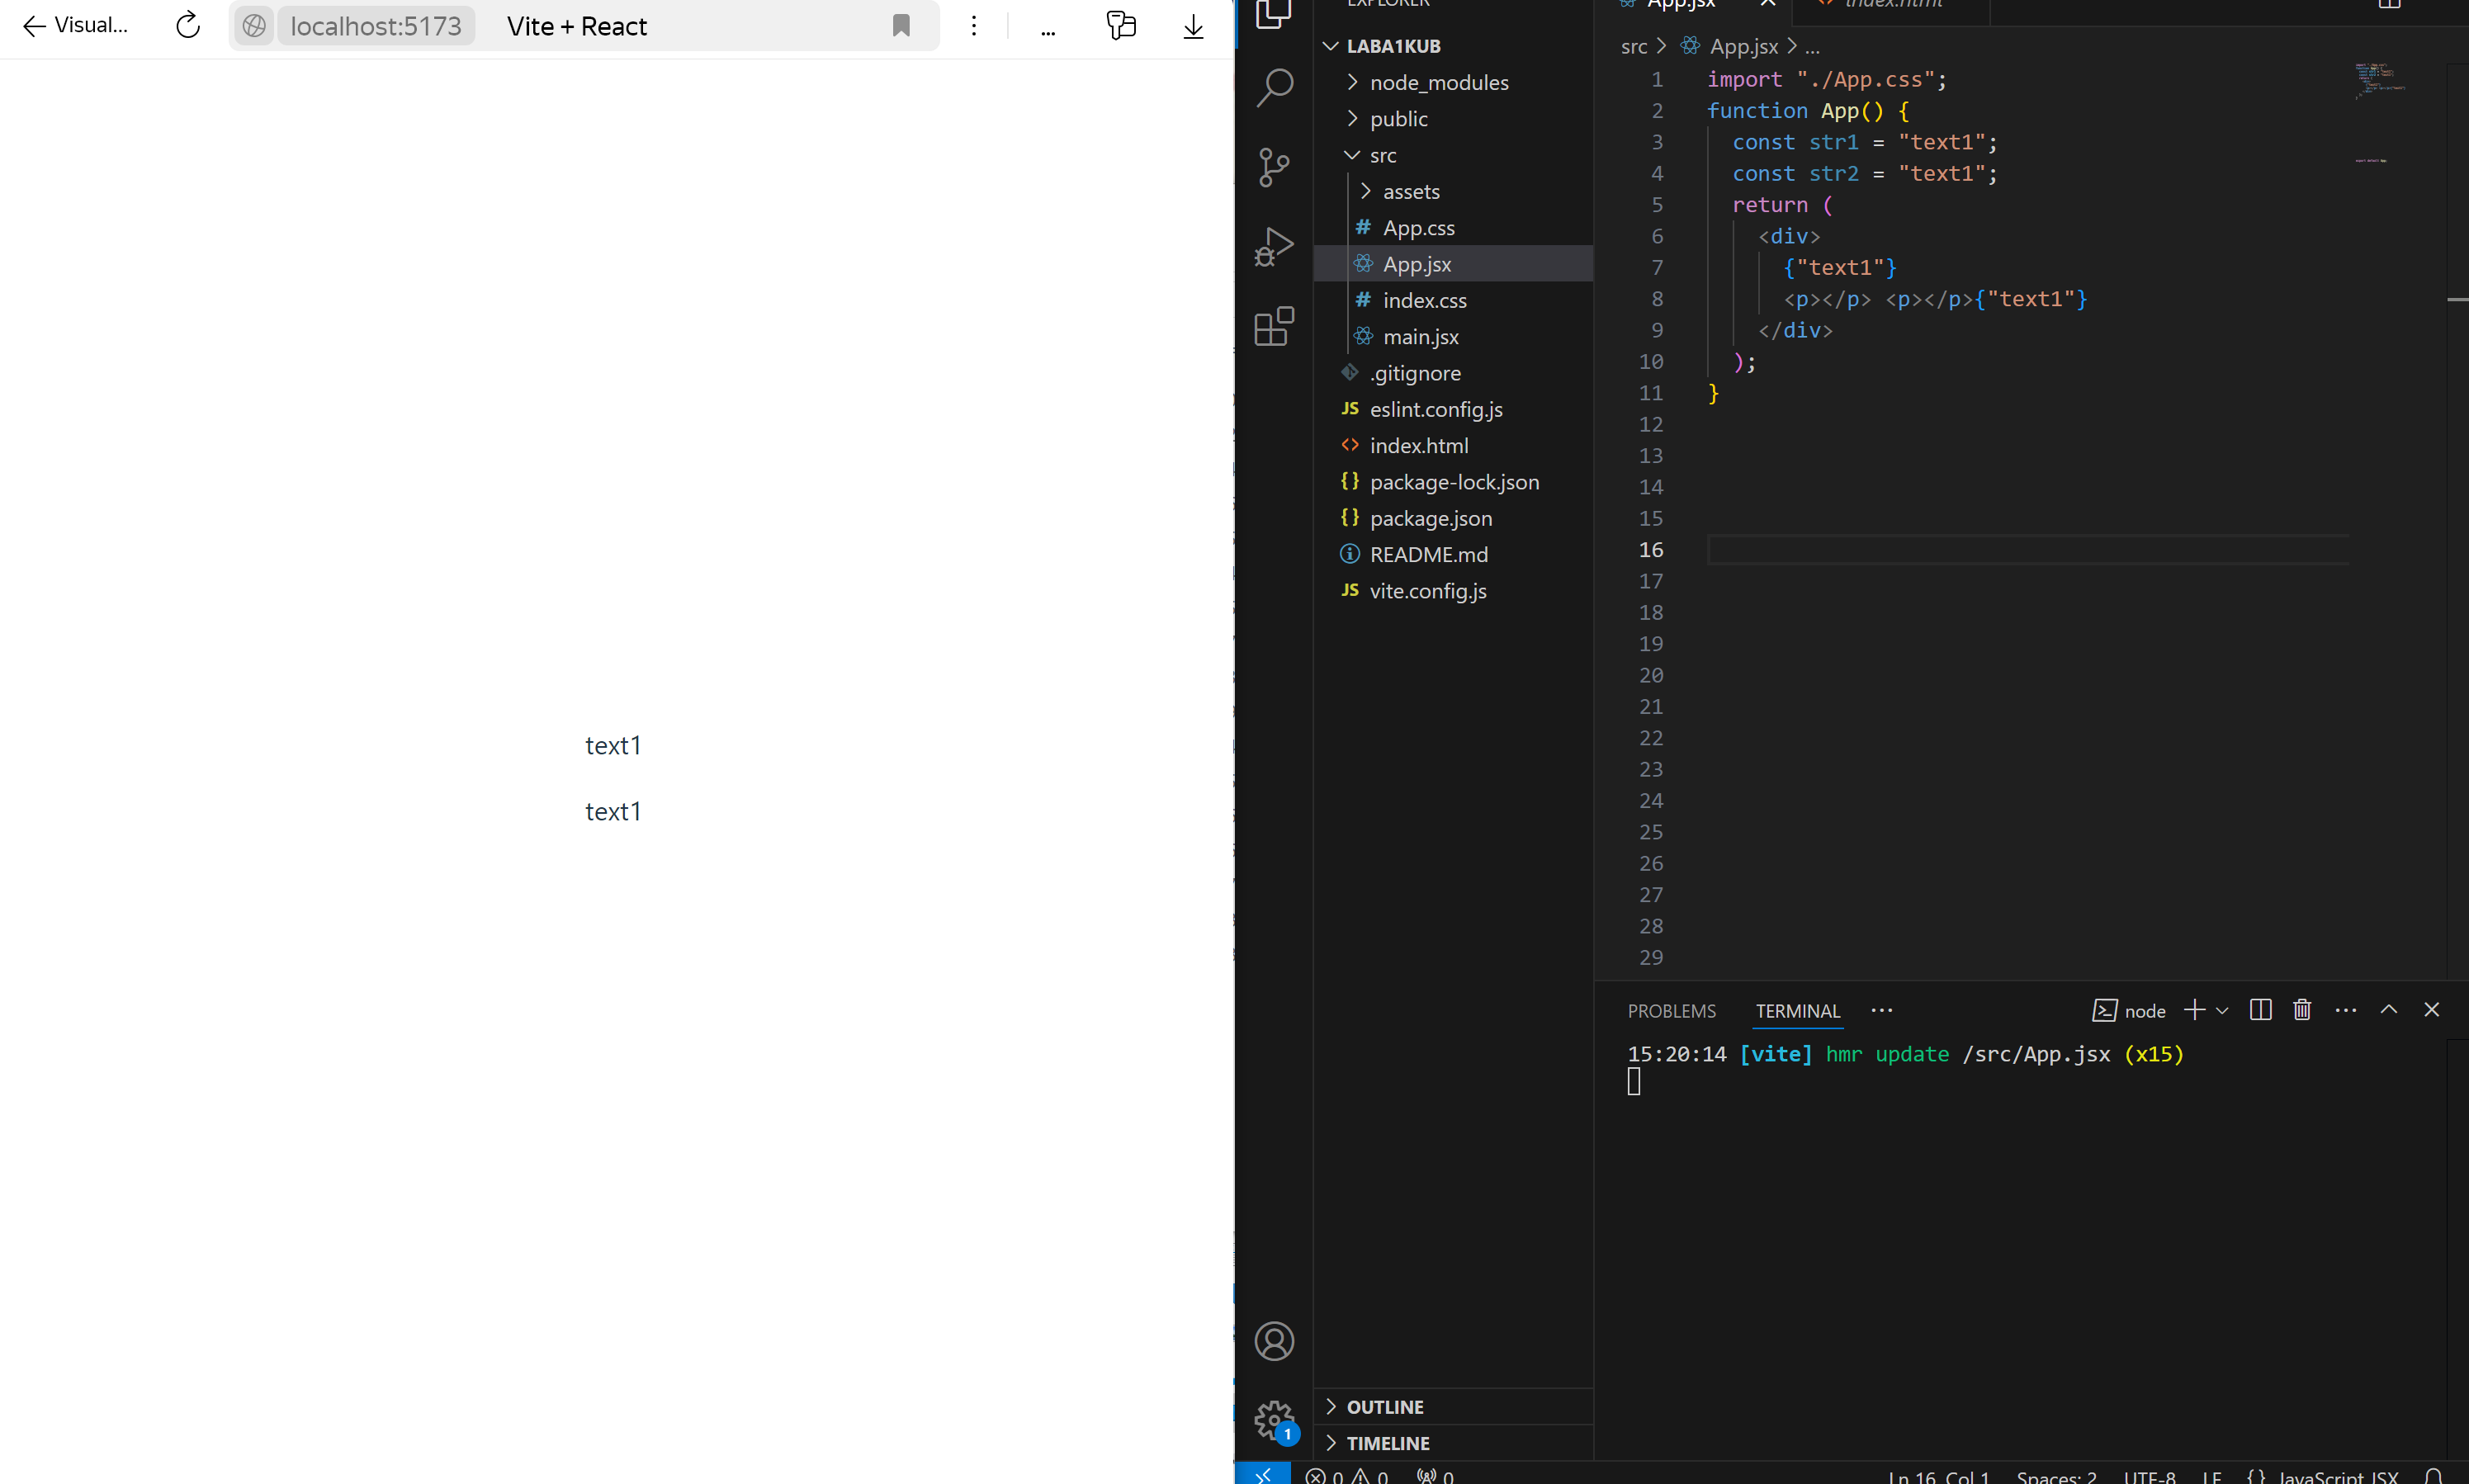 Visual...
localhost:5173
Vite + React
...
text1
text1
EXPLORER
LABA1KUB
node_modules
public
src
assets
App.css
App.jsx
index.css
main.jsx
.gitignore
eslint.config.js
index.html
package-lock.json
package.json
README.md
vite.config.js
OUTLINE
TIMELINE
1
App.jsx
index.html
src > App.jsx > ...
1 import "./App.css";
2 function App() {
3 const str1 = "text1";
4 const str2 = "text1";
5 return (
6 <div>
7 {"text1"}
8 <p></p> <p></p>{"text1"}
9 </div>
10 );
11 }
12
13
14
15
16
17
18
19
20
21
22
23
24
25
26
27
28
29
PROBLEMS TERMINAL ... node
15:20:14 [vite] hmr update /src/App.jsx (x15)
0 0 0 Ln 16, Col 1 Spaces: 2 UTF-8 LF {} JavaScript JSX